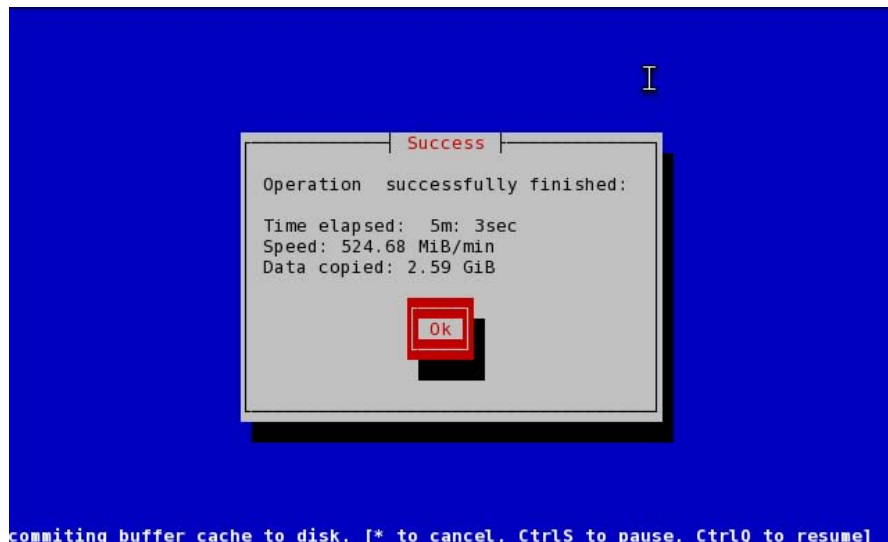 Success
Operation  successfully finished:
Time elapsed:  5m: 3sec
Speed: 524.68 MiB/min
Data copied: 2.59 GiB
Ok
commiting buffer cache to disk. [* to cancel, CtrlS to pause, CtrlQ to resume]